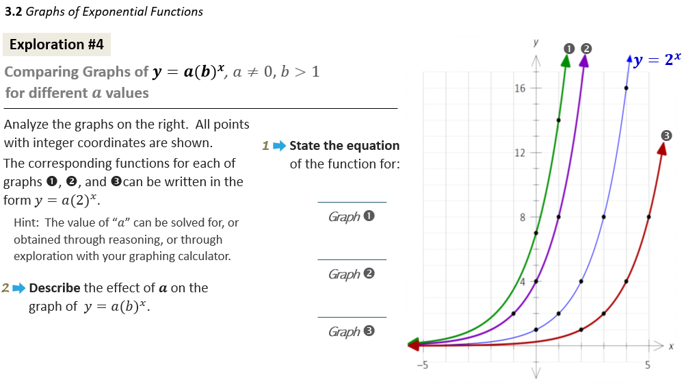 3.2 Graphs of Exponential Functions
Exploration #4
Comparing Graphs of y = a(b)ˣ, a ≠ 0, b > 1
for different a values
Analyze the graphs on the right. All points
with integer coordinates are shown.
The corresponding functions for each of
graphs ❶, ❷, and ❸can be written in the
form y = a(2)ˣ.
Hint: The value of “a” can be solved for, or
obtained through reasoning, or through
exploration with your graphing calculator.
2 ➡ Describe the effect of a on the
graph of y = a(b)ˣ.
1 ➡ State the equation
of the function for:
Graph ❶
Graph ❷
Graph ❸
y
❶ ❷
y = 2ˣ
16
❸
12
8
4
x
−5 5